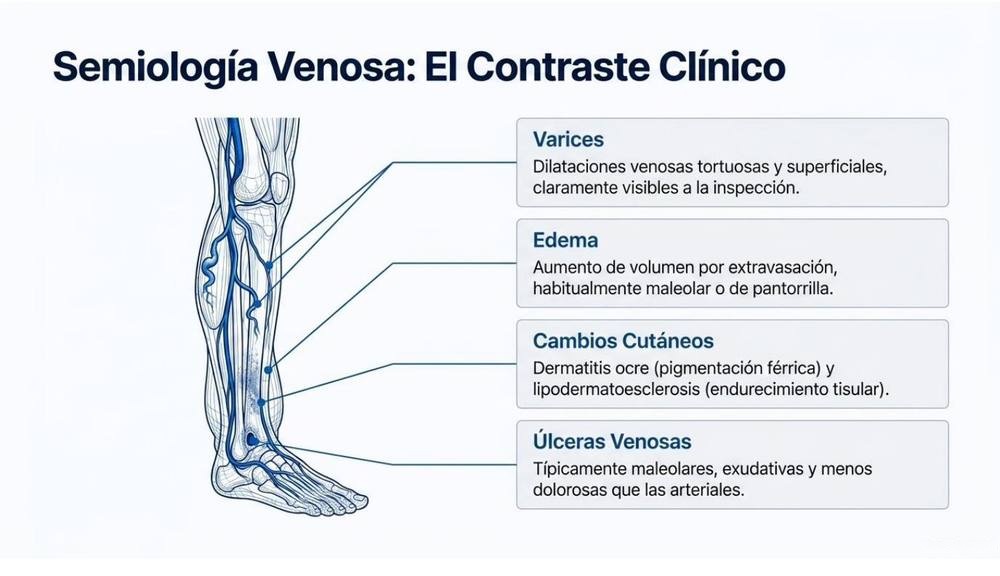 Semiología Venosa: El Contraste Clínico
Varices
Dilataciones venosas tortuosas y superficiales,
claramente visibles a la inspección.
Edema
Aumento de volumen por extravasación,
habitualmente maleolar o de pantorrilla.
Cambios Cutáneos
Dermatitis ocre (pigmentación férrica) y
lipodermatoesclerosis (endurecimiento tisular).
Úlceras Venosas
Típicamente maleolares, exudativas y menos
dolorosas que las arteriales.